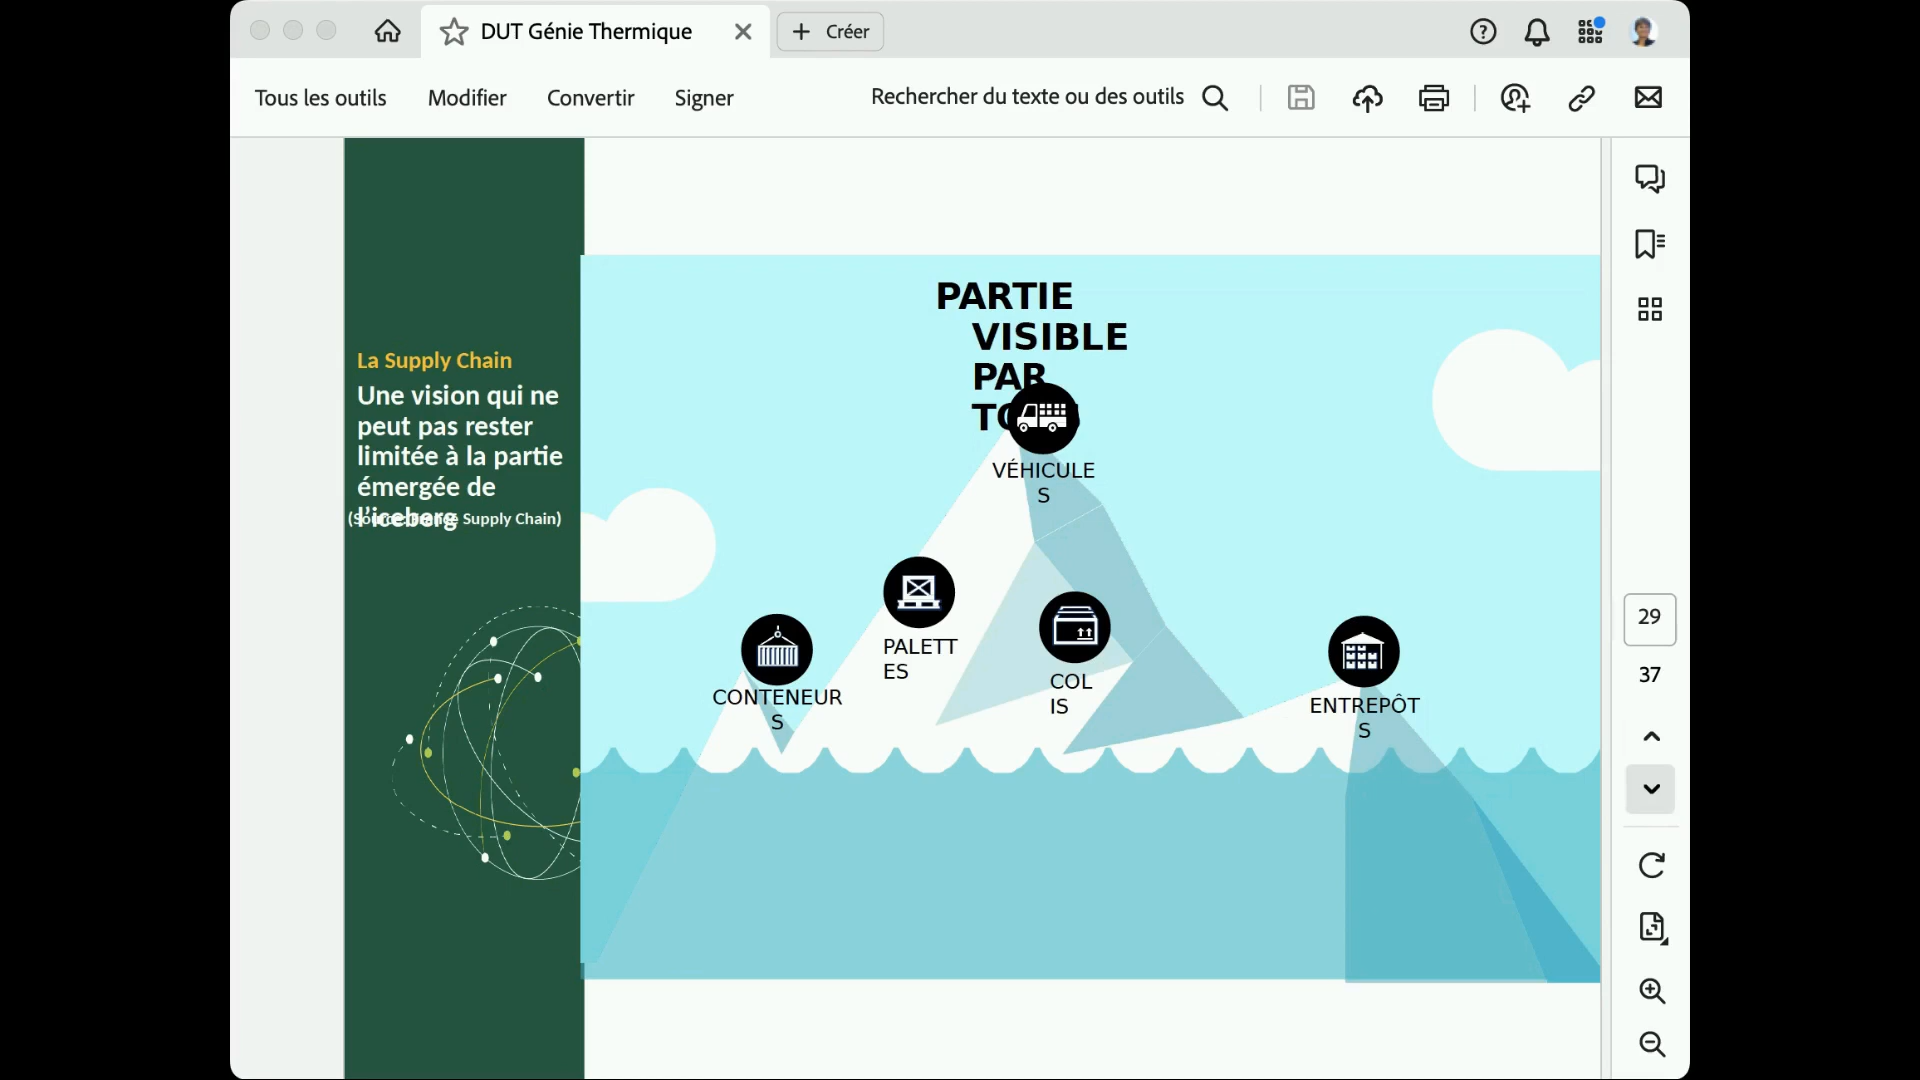 DUT Génie Thermique
Créer
Tous les outils
Modifier
Convertir
Signer
Rechercher du texte ou des outils
La Supply Chain
Une vision qui ne
peut pas rester
limitée à la partie
émergée de
l'iceberg
Supply Chain)
PARTIE
VISIBLE
PAR
VÉHICULE
S
PALETT
ES
COL
IS
CONTENEUR
S
ENTREPÔT
S
29
37